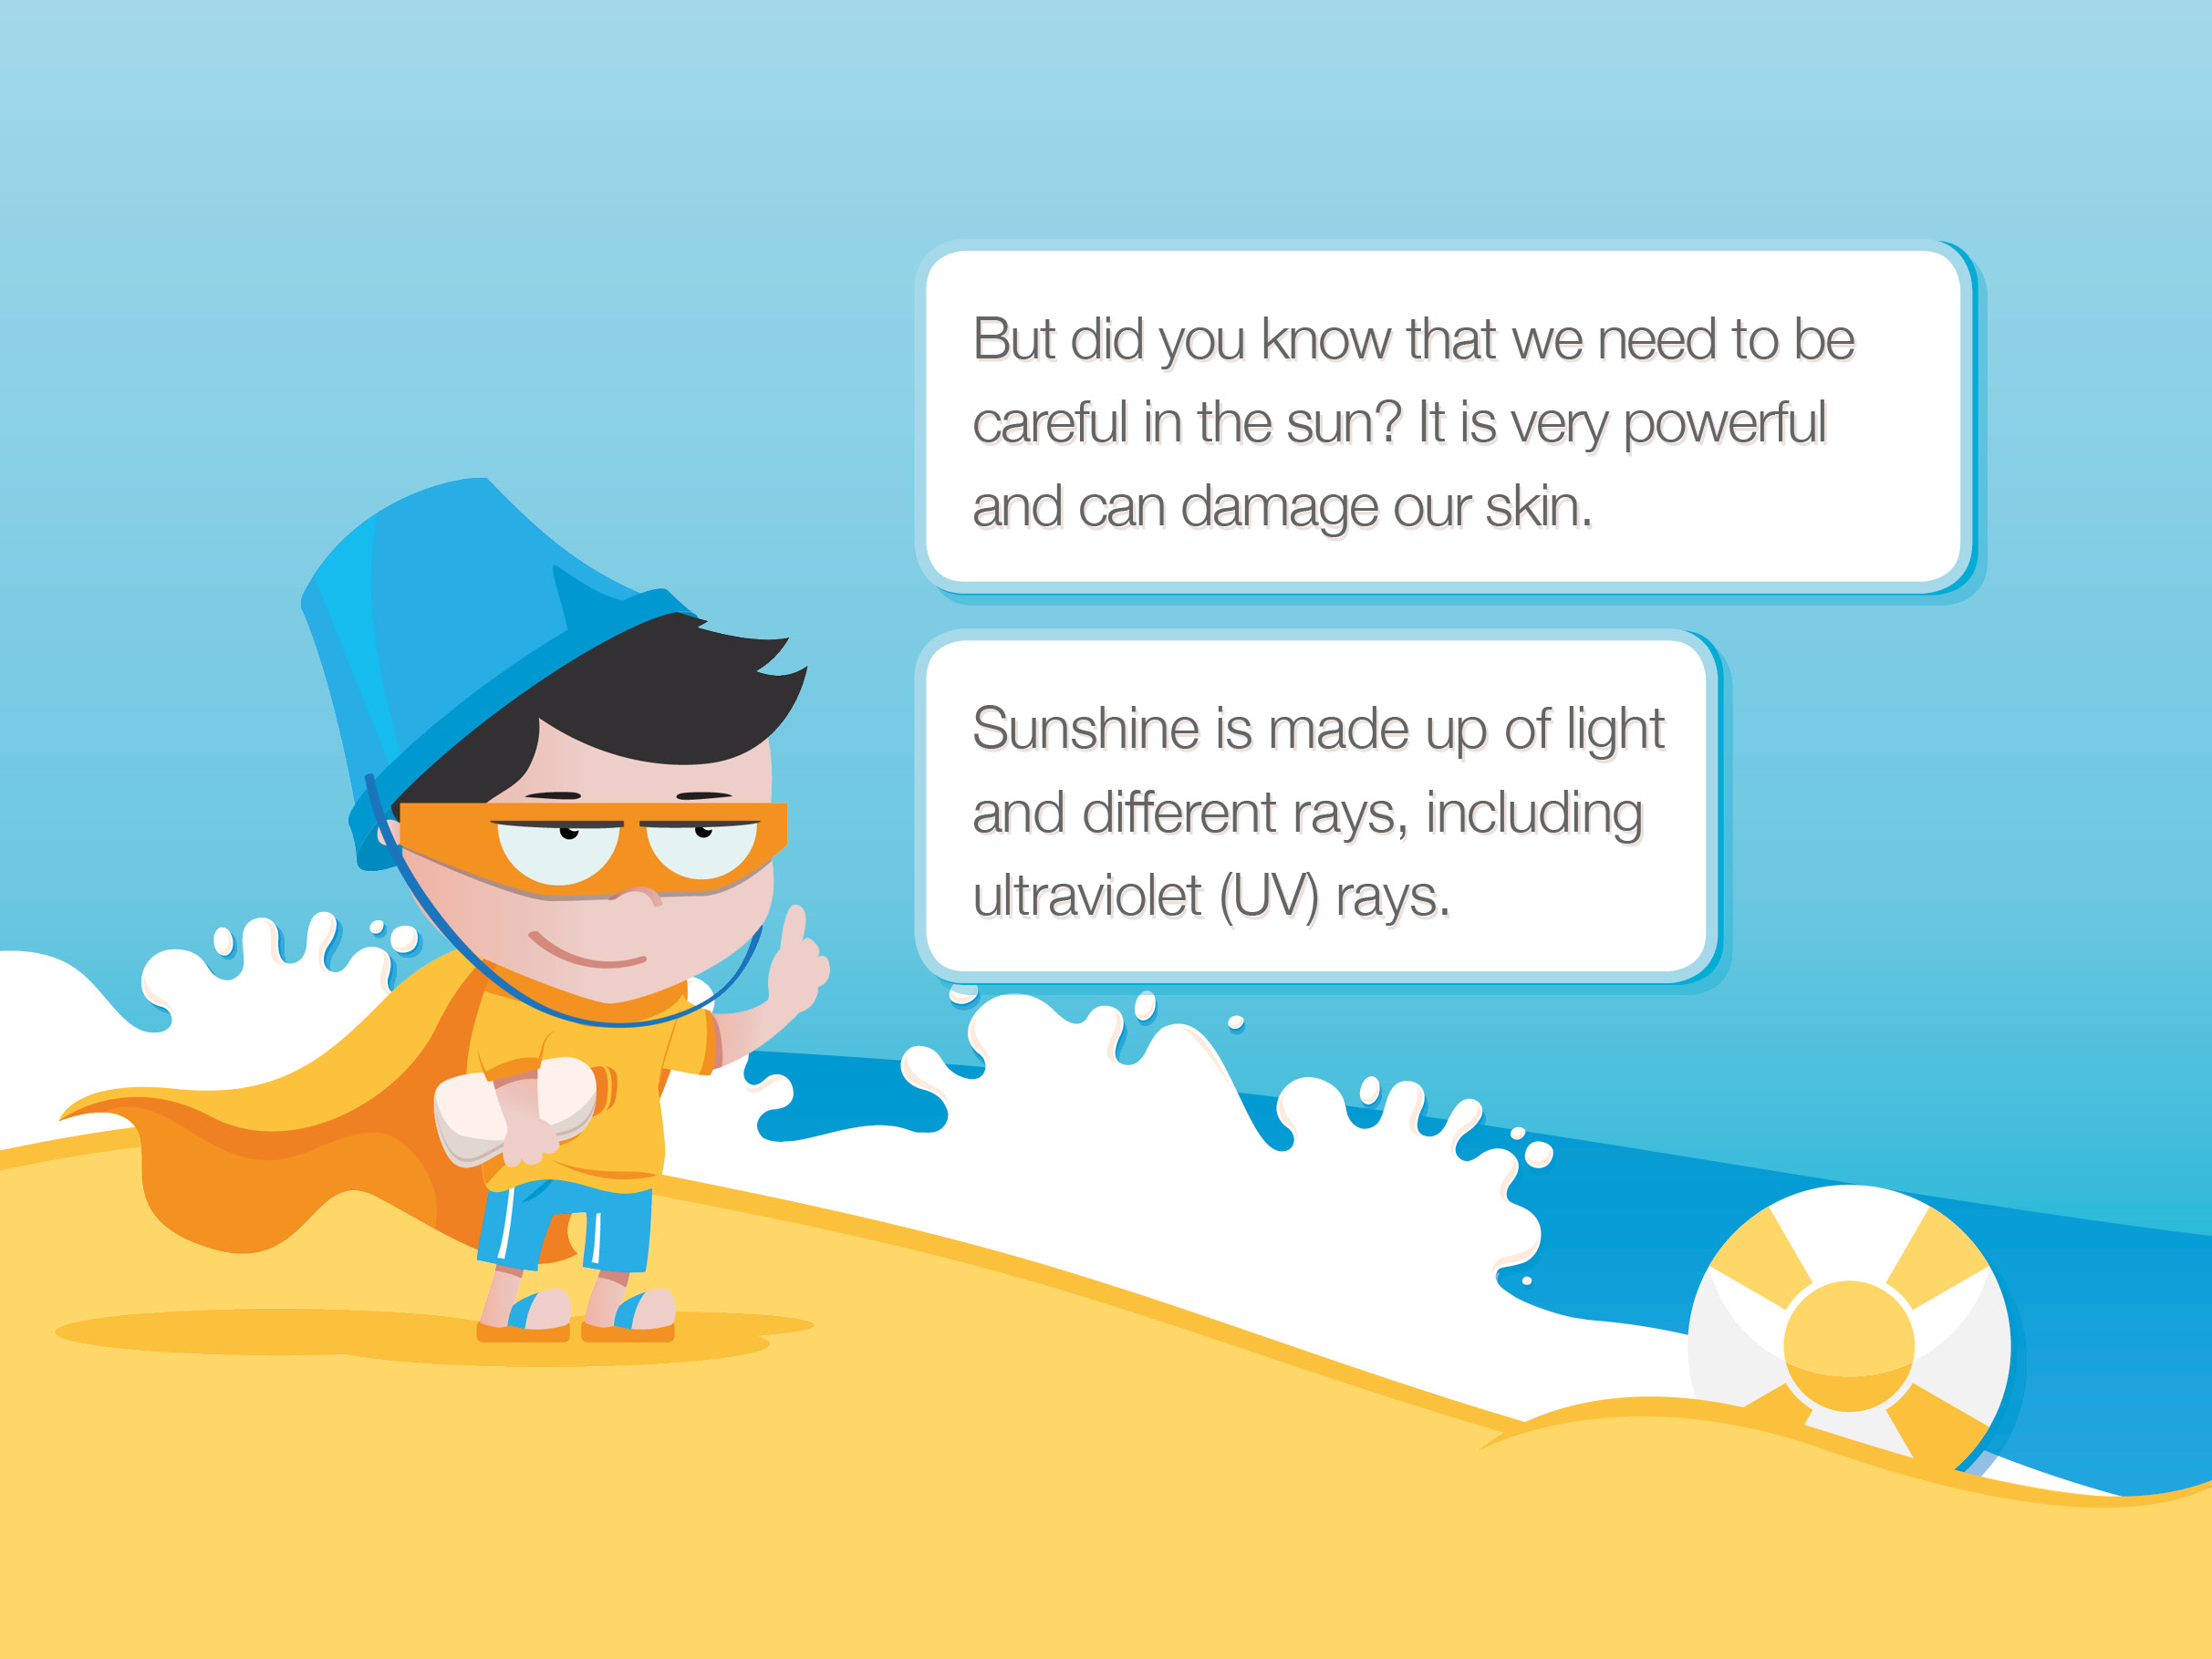 But did you know that we need to be
careful in the sun? It is very powerful
and can damage our skin.
Sunshine is made up of light
and different rays, including
ultraviolet (UV) rays.